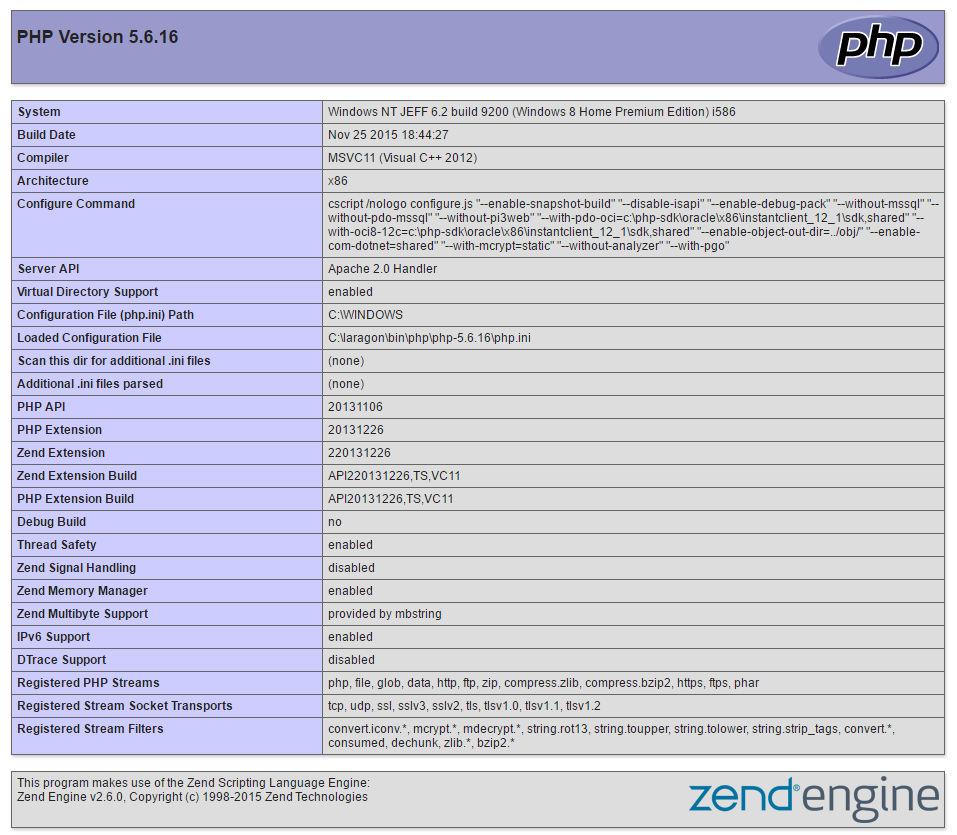 PHP Version 5.6.16
php
System Windows NT JEFF 6.2 build 9200 (Windows 8 Home Premium Edition) i586
Build Date Nov 25 2015 18:44:27
Compiler MSVC11 (Visual C++ 2012)
Architecture x86
Configure Command cscript /nologo configure.js "--enable-snapshot-build" "--disable-isapi" "--enable-debug-pack" "--without-mssql" "--
without-pdo-mssql" "--without-pi3web" "--with-pdo-oci=c:\php-sdk\oracle\x86\instantclient_12_1\sdk,shared" "--
with-oci8-12c=c:\php-sdk\oracle\x86\instantclient_12_1\sdk,shared" "--enable-object-out-dir=../obj/" "--enable-
com-dotnet=shared" "--with-mcrypt=static" "--without-analyzer" "--with-pgo"
Server API Apache 2.0 Handler
Virtual Directory Support enabled
Configuration File (php.ini) Path C:\WINDOWS
Loaded Configuration File C:\laragon\bin\php\php-5.6.16\php.ini
Scan this dir for additional .ini files (none)
Additional .ini files parsed (none)
PHP API 20131106
PHP Extension 20131226
Zend Extension 220131226
Zend Extension Build API220131226,TS,VC11
PHP Extension Build API20131226,TS,VC11
Debug Build no
Thread Safety enabled
Zend Signal Handling disabled
Zend Memory Manager enabled
Zend Multibyte Support provided by mbstring
IPv6 Support enabled
DTrace Support disabled
Registered PHP Streams php, file, glob, data, http, ftp, zip, compress.zlib, compress.bzip2, https, ftps, phar
Registered Stream Socket Transports tcp, udp, ssl, sslv3, sslv2, tls, tlsv1.0, tlsv1.1, tlsv1.2
Registered Stream Filters convert.iconv.*, mcrypt.*, mdecrypt.*, string.rot13, string.toupper, string.tolower, string.strip_tags, convert.*,
consumed, dechunk, zlib.*, bzip2.*
This program makes use of the Zend Scripting Language Engine:
Zend Engine v2.6.0, Copyright (c) 1998-2015 Zend Technologies
zend® engine